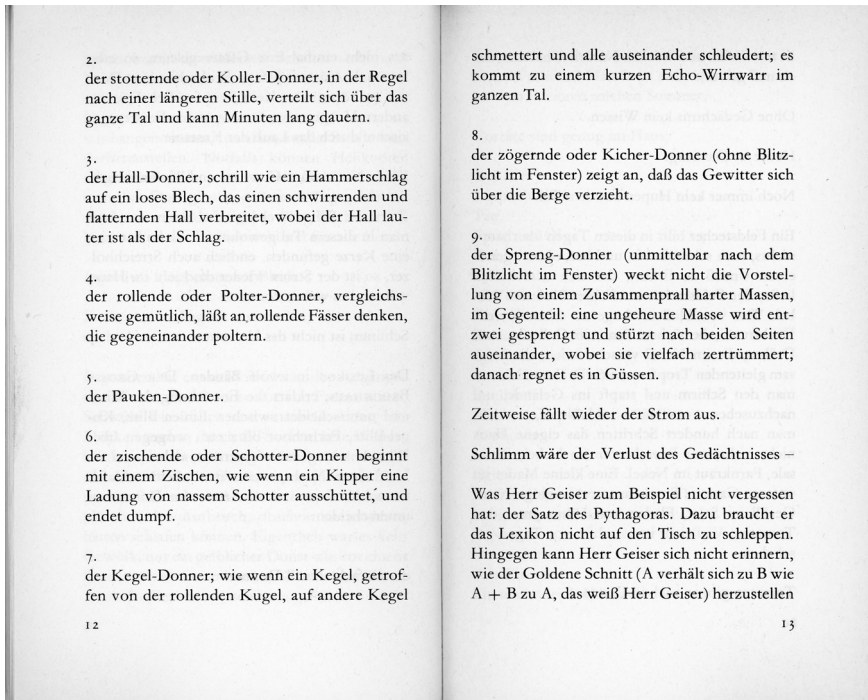 2.
der stotternde oder Koller-Donner, in der Regel
nach einer längeren Stille, verteilt sich über das
ganze Tal und kann Minuten lang dauern.
3.
der Hall-Donner, schrill wie ein Hammerschlag
auf ein loses Blech, das einen schwirrenden und
flatternden Hall verbreitet, wobei der Hall lau-
ter ist als der Schlag.
4.
der rollende oder Polter-Donner, vergleichs-
weise gemütlich, läßt an rollende Fässer denken,
die gegeneinander poltern.
5.
der Pauken-Donner.
6.
der zischende oder Schotter-Donner beginnt
mit einem Zischen, wie wenn ein Kipper eine
Ladung von nassem Schotter ausschüttet, und
endet dumpf.
7.
der Kegel-Donner; wie wenn ein Kegel, getrof-
fen von der rollenden Kugel, auf andere Kegel
12
schmettert und alle auseinander schleudert; es
kommt zu einem kurzen Echo-Wirrwarr im
ganzen Tal.
8.
der zögernde oder Kicher-Donner (ohne Blitz-
licht im Fenster) zeigt an, daß das Gewitter sich
über die Berge verzieht.
9.
der Spreng-Donner (unmittelbar nach dem
Blitzlicht im Fenster) weckt nicht die Vorstel-
lung von einem Zusammenprall harter Massen,
im Gegenteil: eine ungeheure Masse wird ent-
zwei gesprengt und stürzt nach beiden Seiten
auseinander, wobei sie vielfach zertrümmert;
danach regnet es in Güssen.
Zeitweise fällt wieder der Strom aus.
Schlimm wäre der Verlust des Gedächtnisses –
Was Herr Geiser zum Beispiel nicht vergessen
hat: der Satz des Pythagoras. Dazu braucht er
das Lexikon nicht auf den Tisch zu schleppen.
Hingegen kann Herr Geiser sich nicht erinnern,
wie der Goldene Schnitt (A verhält sich zu B wie
A + B zu A, das weiß Herr Geiser) herzustellen
13